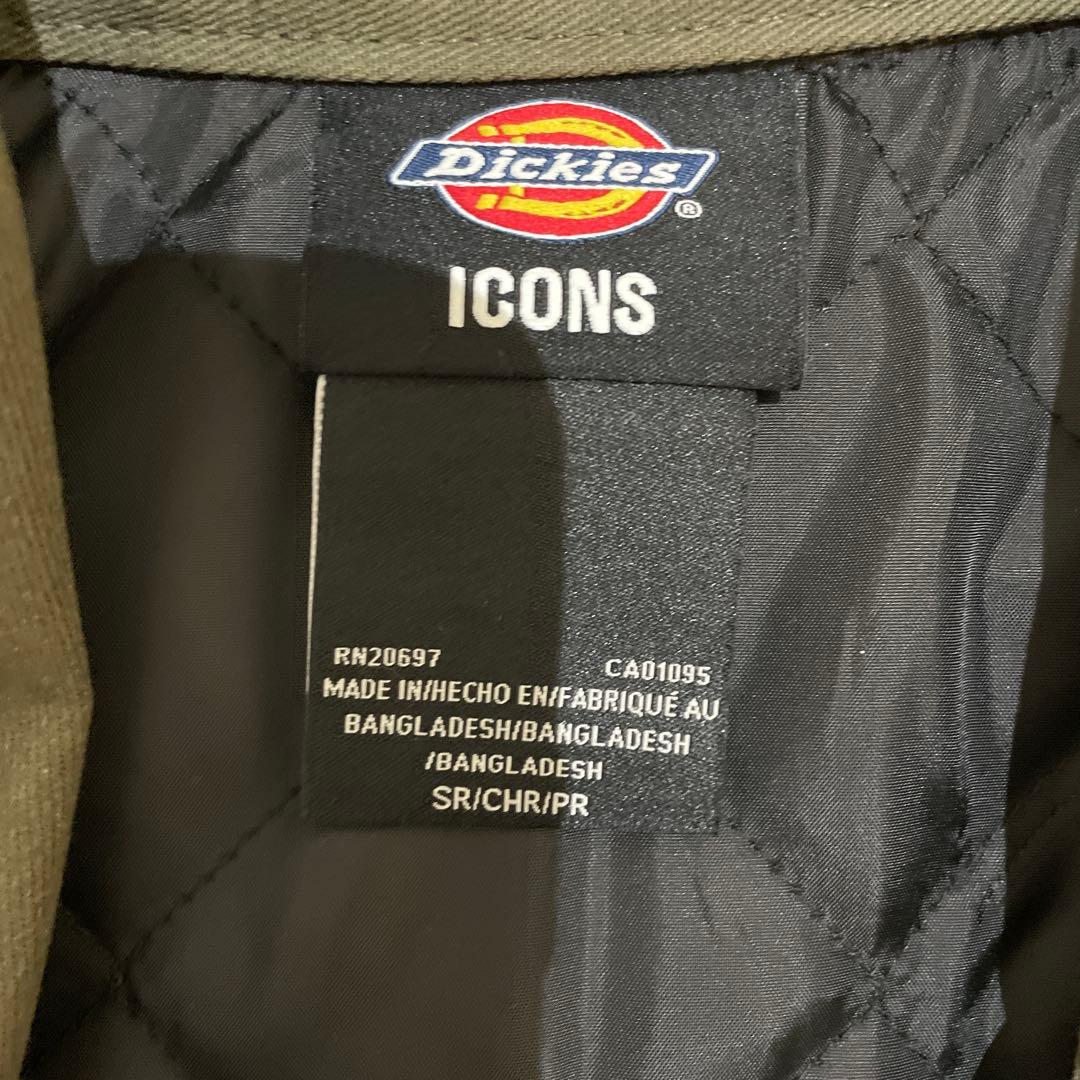 Dickies
®
ICONS
RN20697 CA01095
MADE IN/HECHO EN/FABRIQUÉ AU
BANGLADESH/BANGLADESH
/BANGLADESH
SR/CHR/PR